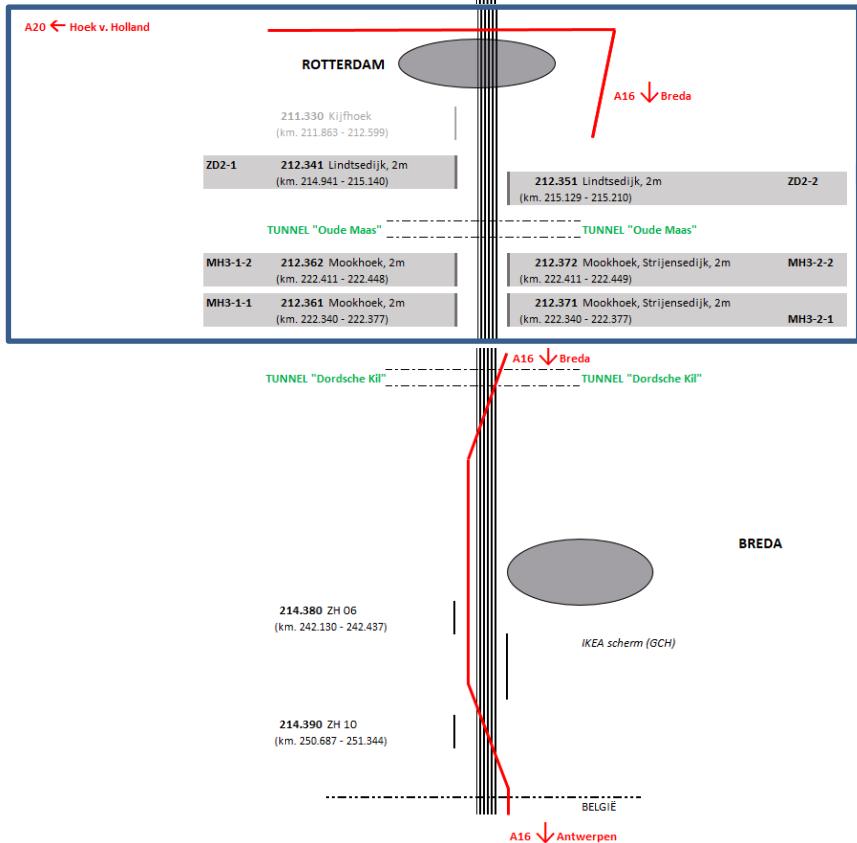 A20 ← Hoek v. Holland
ROTTERDAM
A16 ↓ Breda
211.330 Kijfhoek
(km. 211.863 - 212.599)
ZD2-1 212.341 Lindtsedijk, 2m
(km. 214.941 - 215.140)
212.351 Lindtsedijk, 2m ZD2-2
(km. 215.129 - 215.210)
TUNNEL "Oude Maas" TUNNEL "Oude Maas"
MH3-1-2 212.362 Mookhoek, 2m
(km. 222.411 - 222.448)
212.372 Mookhoek, Strijensedijk, 2m MH3-2-2
(km. 222.411 - 222.449)
MH3-1-1 212.361 Mookhoek, 2m
(km. 222.340 - 222.377)
212.371 Mookhoek, Strijensedijk, 2m
(km. 222.340 - 222.377) MH3-2-1
A16 ↓ Breda
TUNNEL "Dordsche Kil" TUNNEL "Dordsche Kil"
BREDA
214.380 ZH 06
(km. 242.130 - 242.437)
IKEA scherm (GCH)
214.390 ZH 10
(km. 250.687 - 251.344)
BELGIË
A16 ↓ Antwerpen